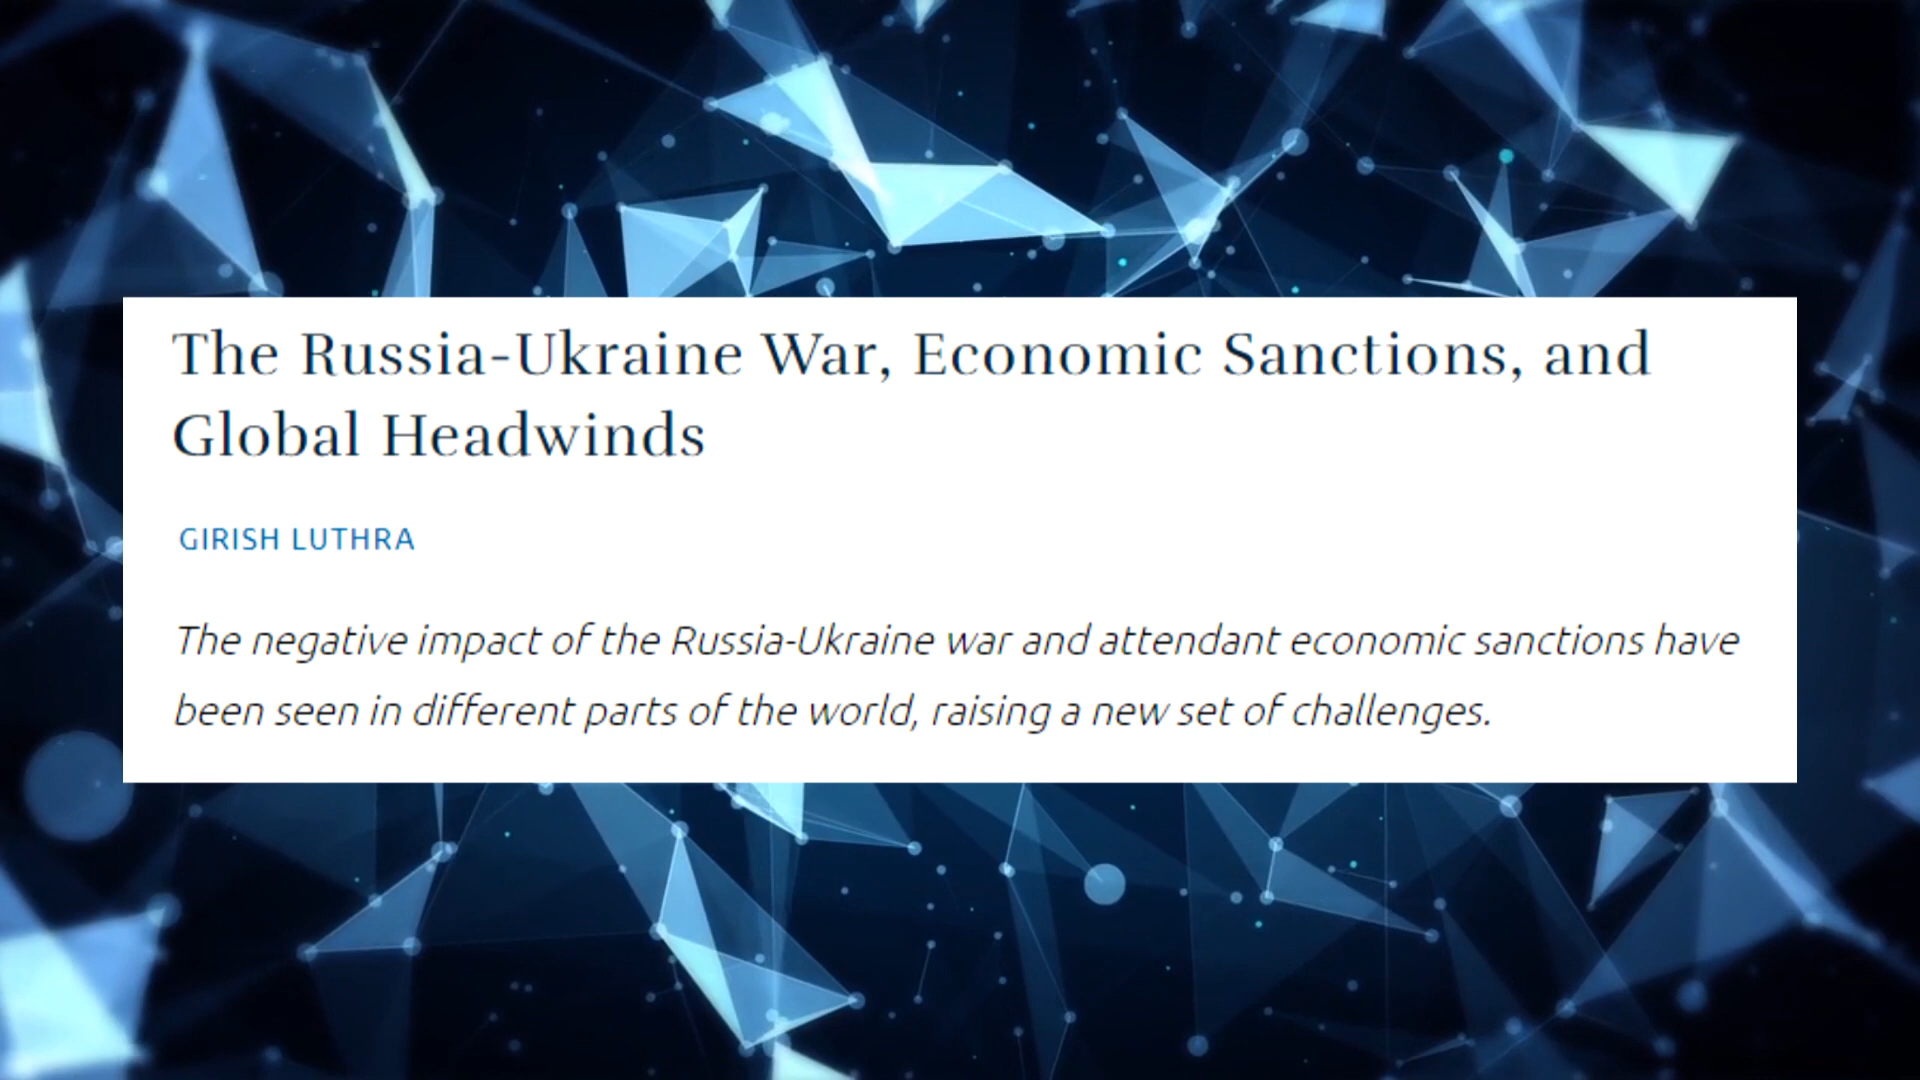 The Russia-Ukraine War, Economic Sanctions, and
Global Headwinds
GIRISH LUTHRA
The negative impact of the Russia-Ukraine war and attendant economic sanctions have
been seen in different parts of the world, raising a new set of challenges.